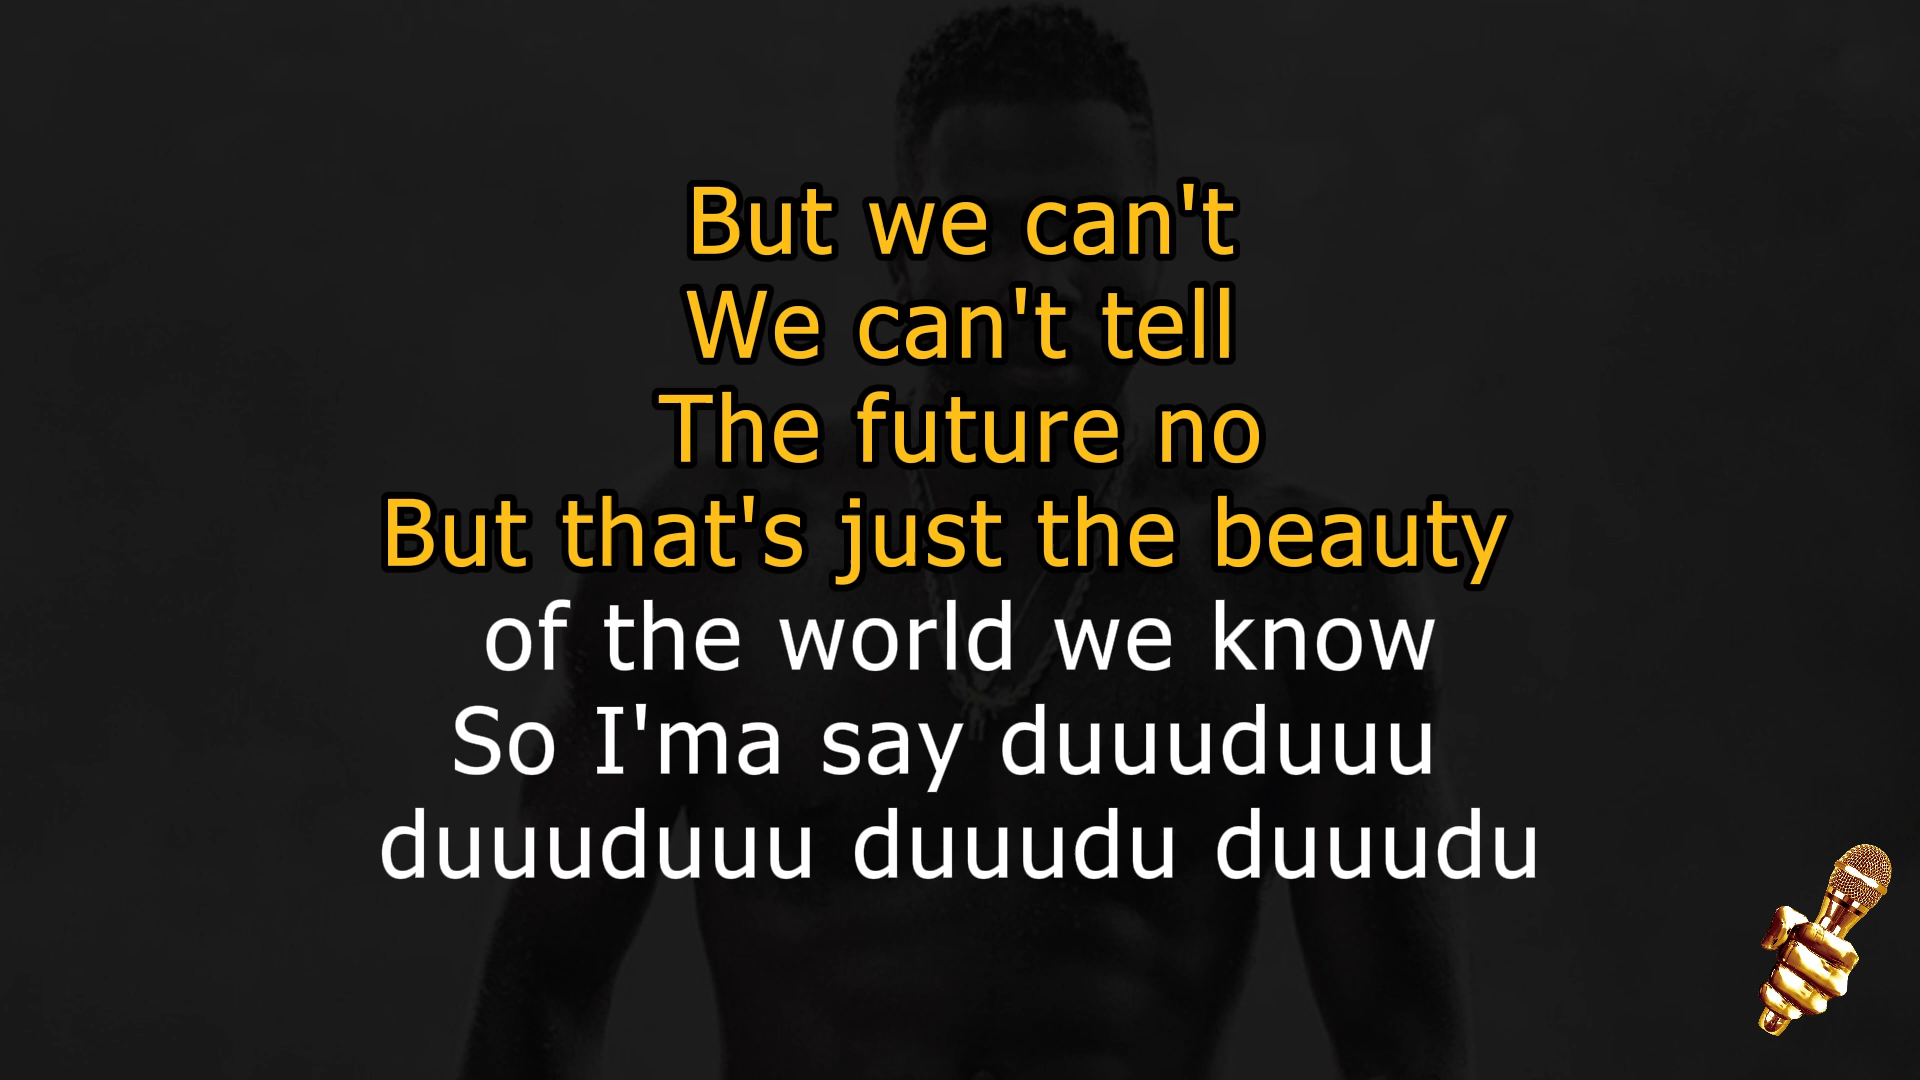 But we can't
We can't tell
The future no
But that's just the beauty
of the world we know
So I'ma say duuuduuu
duuuduuu duuudu duuudu